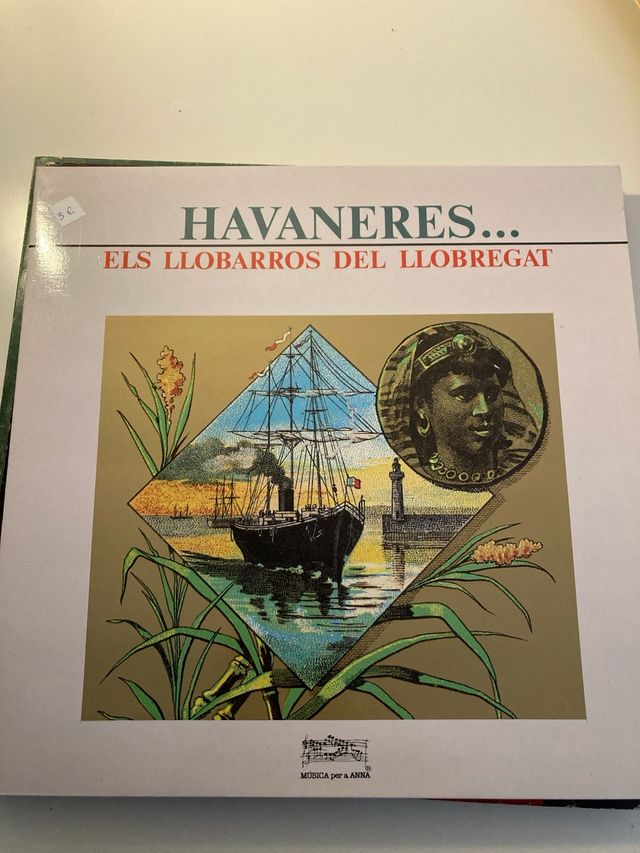 3 €
HAVANERES...
ELS LLOBARROS DEL LLOBREGAT
MÚSICA per a ANNA ®